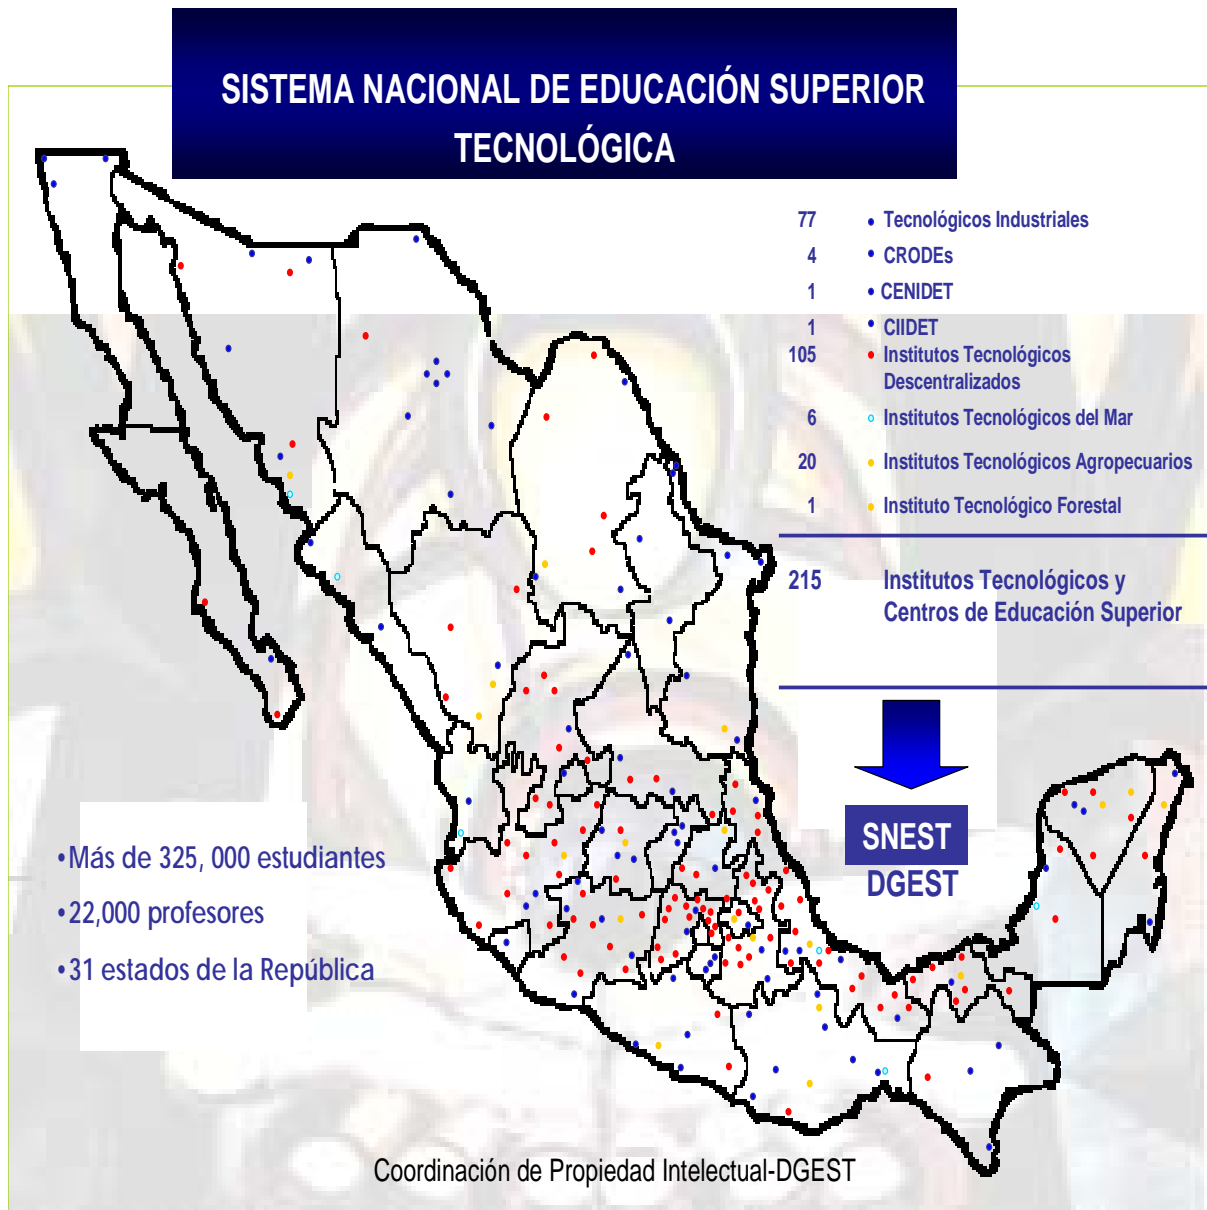 SISTEMA NACIONAL DE EDUCACIÓN SUPERIOR
TECNOLÓGICA
77 • Tecnológicos Industriales
4 • CRODEs
1 • CENIDET
1 • CIIDET
105 • Institutos Tecnológicos
Descentralizados
6 Institutos Tecnológicos del Mar
20 • Institutos Tecnológicos Agropecuarios
1 • Instituto Tecnológico Forestal
215 Institutos Tecnológicos y
Centros de Educación Superior
SNEST
DGEST
•Más de 325, 000 estudiantes
•22,000 profesores
•31 estados de la República
Coordinación de Propiedad Intelectual-DGEST